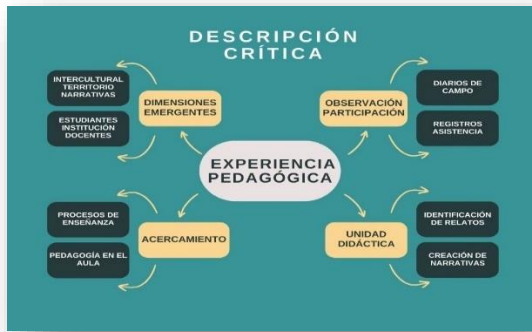 DESCRIPCIÓN
CRÍTICA
INTERCULTURAL
TERRITORIO
NARRATIVAS
ESTUDIANTES
INSTITUCIÓN
DOCENTES
DIMENSIONES
EMERGENTES
OBSERVACIÓN
PARTICIPACIÓN
DIARIOS DE
CAMPO
REGISTROS
ASISTENCIA
EXPERIENCIA
PEDAGÓGICA
PROCESOS DE
ENSEÑANZA
PEDAGOGÍA EN EL
AULA
ACERCAMIENTO
UNIDAD
DIDÁCTICA
IDENTIFICACIÓN
DE RELATOS
CREACIÓN DE
NARRATIVAS